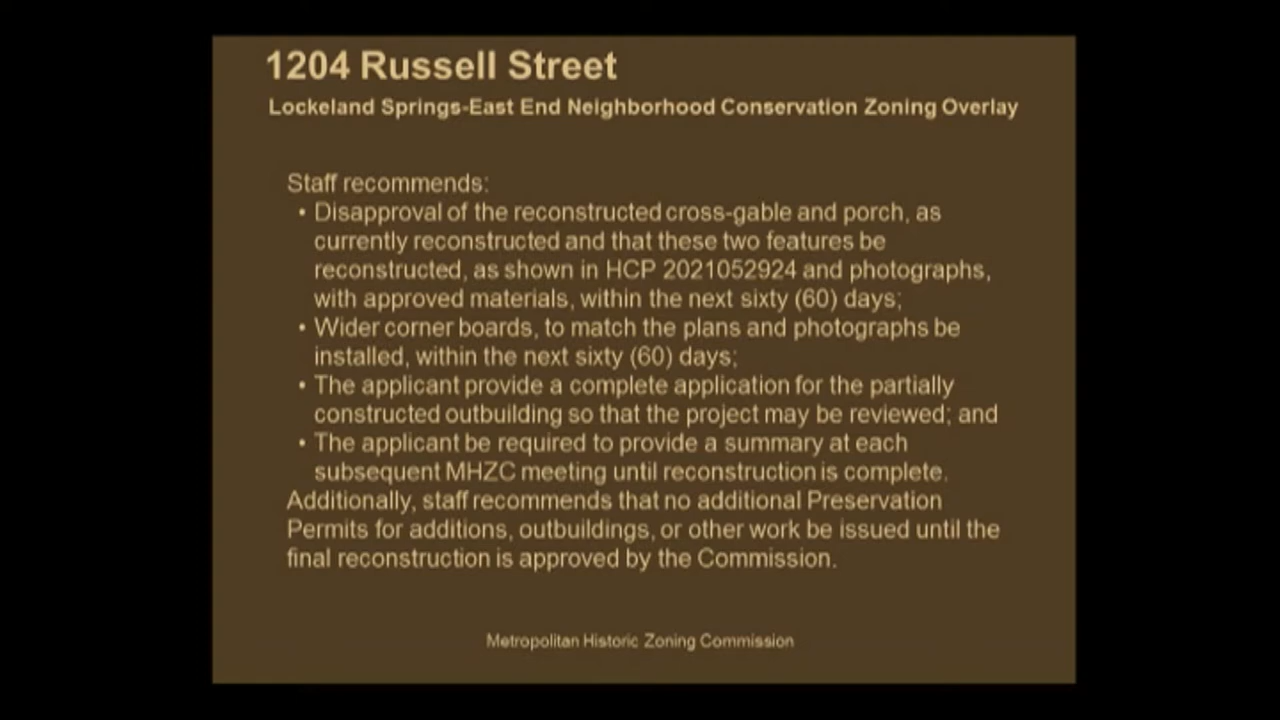 1204 Russell Street
Lockeland Springs-East End Neighborhood Conservation Zoning Overlay
Staff recommends:
• Disapproval of the reconstructed cross-gable and porch, as
currently reconstructed and that these two features be
reconstructed, as shown in HCP 2021052924 and photographs,
with approved materials, within the next sixty (60) days;
• Wider corner boards, to match the plans and photographs be
installed, within the next sixty (60) days;
• The applicant provide a complete application for the partially
constructed outbuilding so that the project may be reviewed; and
• The applicant be required to provide a summary at each
subsequent MHZC meeting until reconstruction is complete.
Additionally, staff recommends that no additional Preservation
Permits for additions, outbuildings, or other work be issued until the
final reconstruction is approved by the Commission.
Metropolitan Historic Zoning Commission